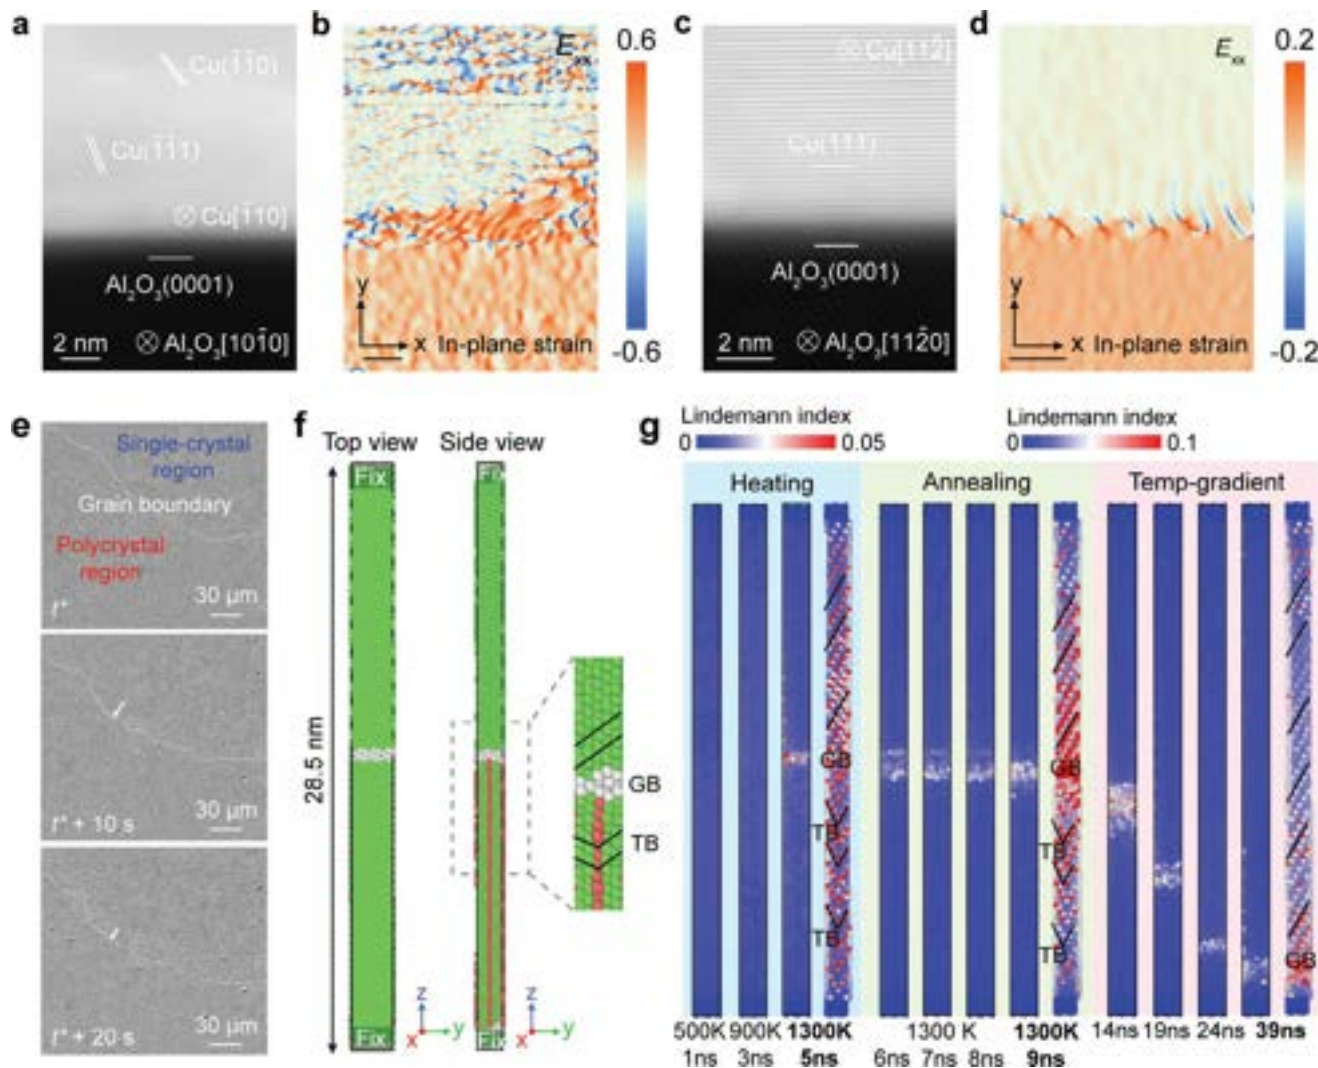 a
Cu(1̄1̄0)
Cu(1̄1̄1)
⊗ Cu[1̄10]
Al₂O₃(0001)
2 nm
⊗ Al₂O₃[101̄0]
b
Eₓₓ
0.6
-0.6
y
x
In-plane strain
c
⊗ Cu[112̄]
Cu(111)
Al₂O₃(0001)
2 nm
⊗ Al₂O₃[112̄0]
d
Eₓₓ
0.2
-0.2
y
x
In-plane strain
e
Single-crystal
region
Grain boundary
Polycrystal
region
t*
30 μm
t* + 10 s
30 μm
t* + 20 s
30 μm
f
Top view
Side view
Fix
Fix
28.5 nm
GB
TB
Fix
Fix
z
x
y
z
x
y
g
Lindemann index
0
0.05
Lindemann index
0
0.1
Heating
Annealing
Temp-gradient
GB
TB
TB
GB
TB
TB
GB
500K 900K 1300K
1ns 3ns 5ns
1300 K 1300K
6ns 7ns 8ns 9ns
14ns 19ns 24ns 39ns